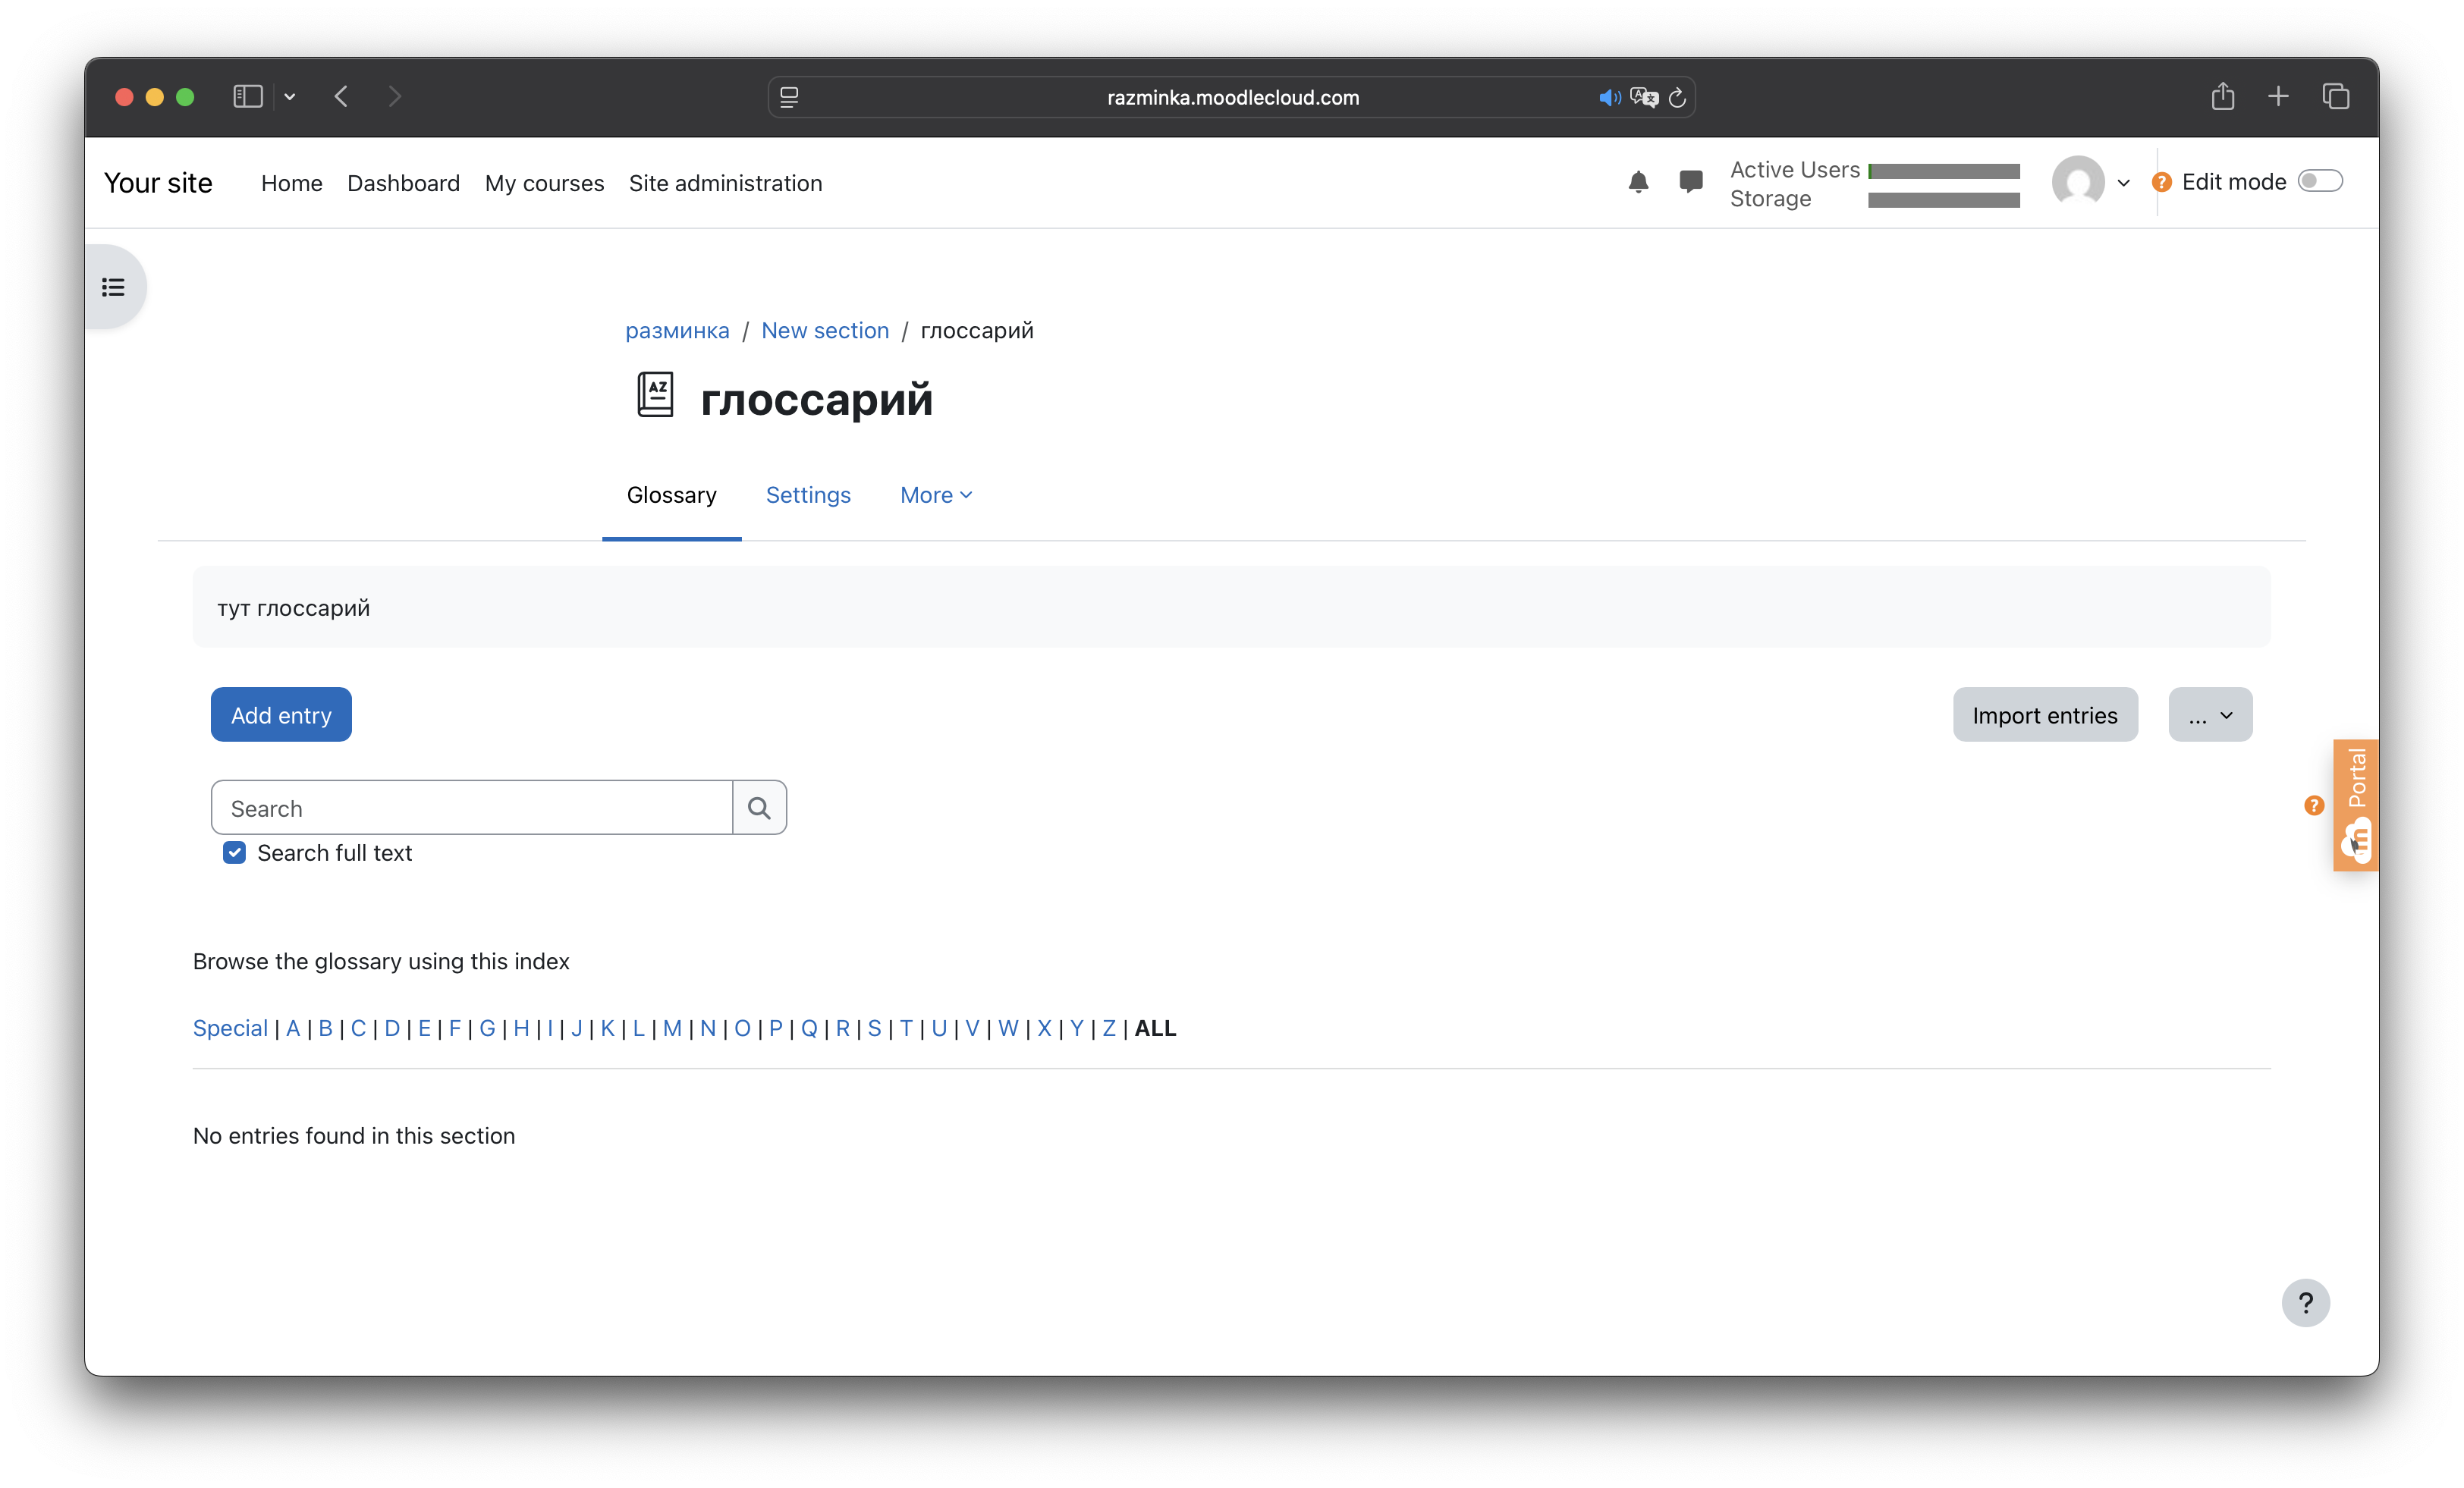 razminka.moodlecloud.com
Your site Home Dashboard My courses Site administration Active Users Storage ? Edit mode
разминка / New section / глоссарий
AZ
глоссарий
Glossary Settings More
тут глоссарий
Add entry Import entries ...
Search
Search full text
? Portal m
Browse the glossary using this index
Special | A | B | C | D | E | F | G | H | I | J | K | L | M | N | O | P | Q | R | S | T | U | V | W | X | Y | Z | ALL
No entries found in this section
?